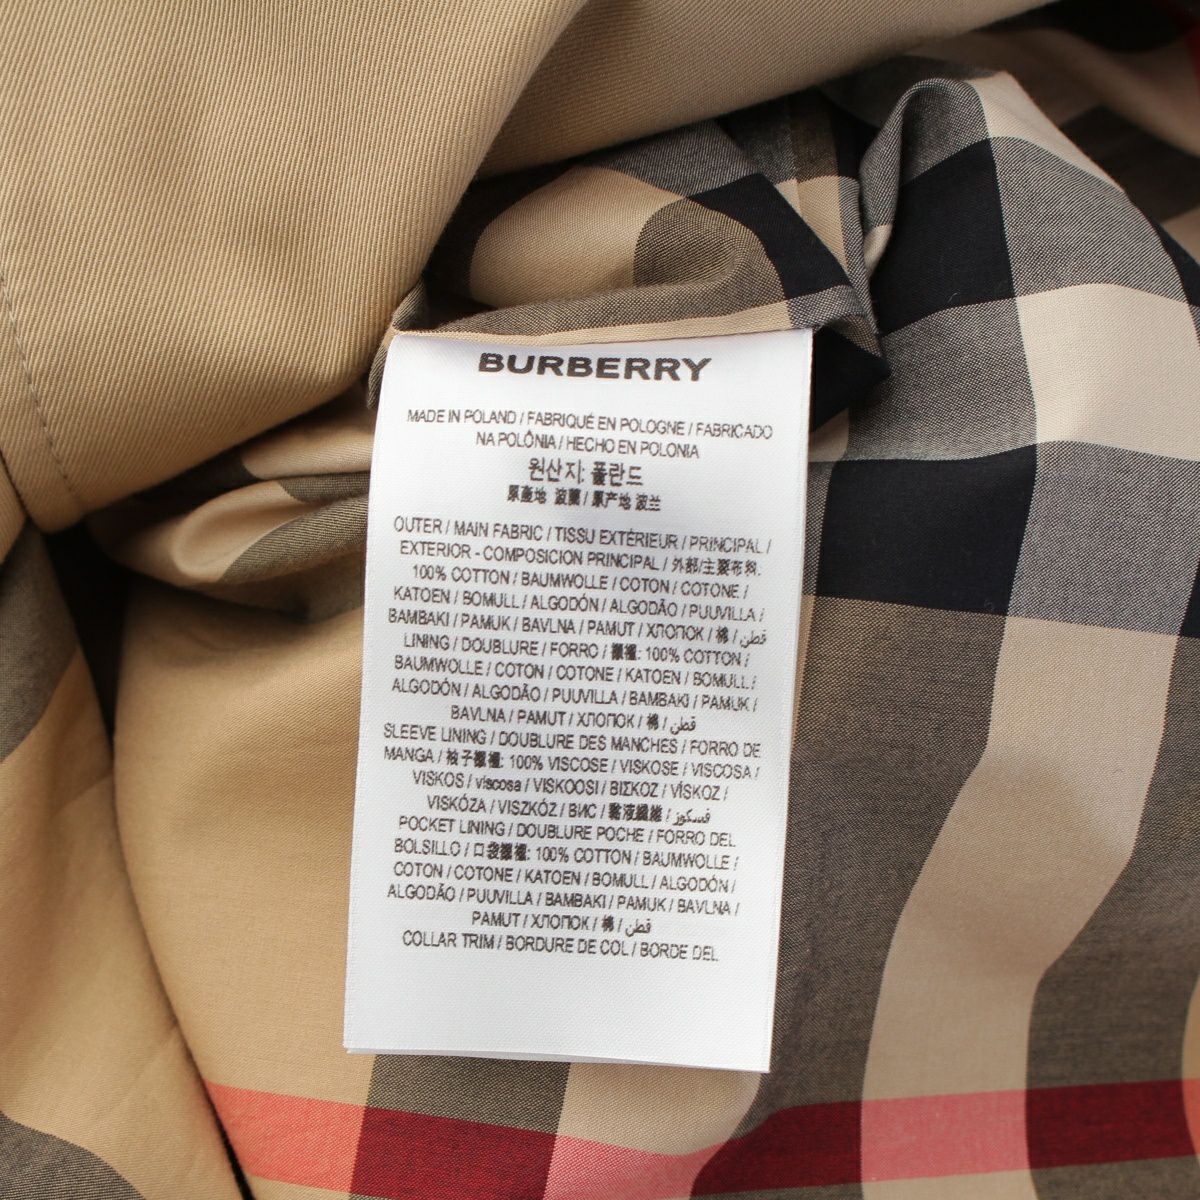 BURBERRY
MADE IN POLAND / FABRIQUÉ EN POLOGNE / FABRICADO
NA POLÔNIA / HECHO EN POLONIA
원산지: 폴란드
原產地 波蘭 / 原产地 波兰
OUTER / MAIN FABRIC / TISSU EXTÉRIEUR / PRINCIPAL /
EXTERIOR - COMPOSICION PRINCIPAL / 外部/主要布料:
100% COTTON / BAUMWOLLE / COTON / COTONE /
KATOEN / BOMULL / ALGODÓN / ALGODÃO / PUUVILLA /
BAMBAKI / PAMUK / BAVLNA / PAMUT / ХЛОПОК / 棉 / قطن
LINING / DOUBLURE / FORRO / 襯裡: 100% COTTON /
BAUMWOLLE / COTON / COTONE / KATOEN / BOMULL /
ALGODÓN / ALGODÃO / PUUVILLA / BAMBAKI / PAMUK /
BAVLNA / PAMUT / ХЛОПОК / 棉 / قطن
SLEEVE LINING / DOUBLURE DES MANCHES / FORRO DE
MANGA / 袖子襯裡: 100% VISCOSE / VISKOSE / VISCOSA /
VISKOS / viscosa / VISKOOSI / ΒΙΣΚΟΖ / VÍSKOZ /
VISKÓZA / VISZKÓZ / ВИС / 黏液纖維 / فسكوز
POCKET LINING / DOUBLURE POCHE / FORRO DEL
BOLSILLO / 口袋襯裡: 100% COTTON / BAUMWOLLE /
COTON / COTONE / KATOEN / BOMULL / ALGODÓN /
ALGODÃO / PUUVILLA / BAMBAKI / PAMUK / BAVLNA /
PAMUT / ХЛОПОК / 棉 / قطن
COLLAR TRIM / BORDURE DE COL / BORDE DEL